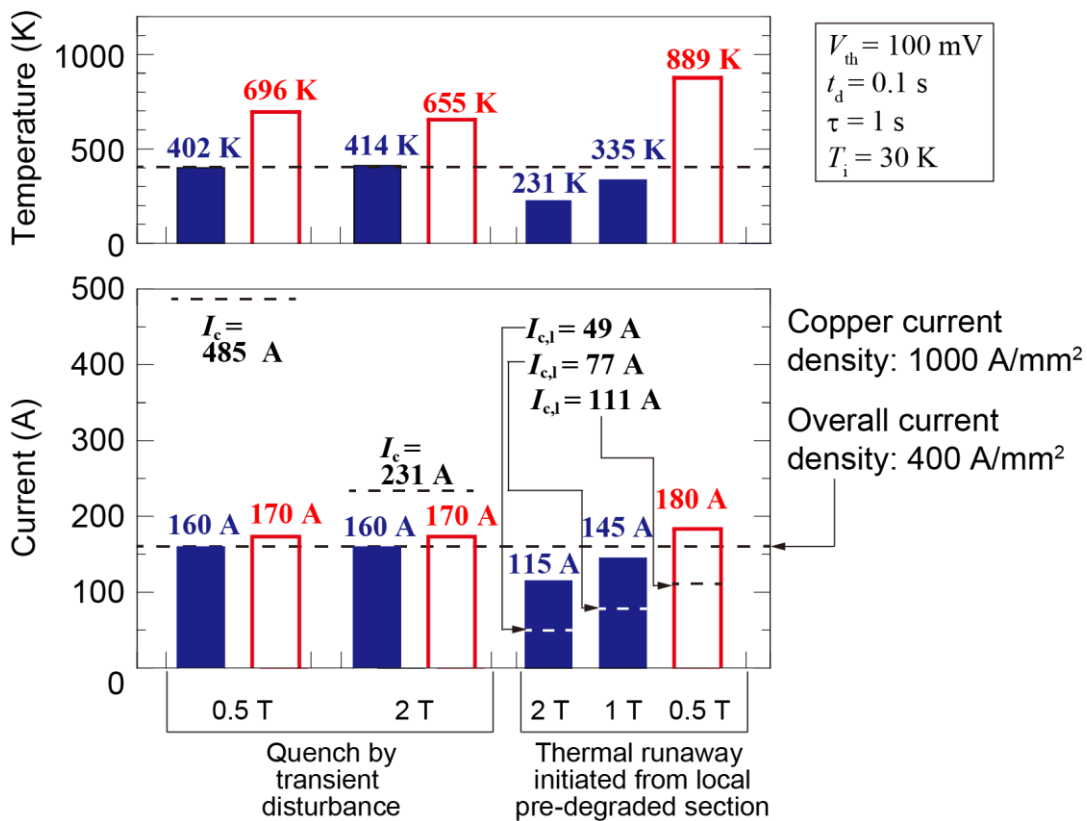 Temperature (K)
1000
500
0
402 K
696 K
414 K
655 K
231 K
335 K
889 K
Vth = 100 mV
td = 0.1 s
τ = 1 s
Ti = 30 K
Current (A)
500
400
300
200
100
0
Ic =
485 A
Ic =
231 A
Ic,l = 49 A
Ic,l = 77 A
Ic,l = 111 A
160 A
170 A
160 A
170 A
115 A
145 A
180 A
Copper current
density: 1000 A/mm²
Overall current
density: 400 A/mm²
0.5 T
2 T
2 T
1 T
0.5 T
Quench by
transient
disturbance
Thermal runaway
initiated from local
pre-degraded section